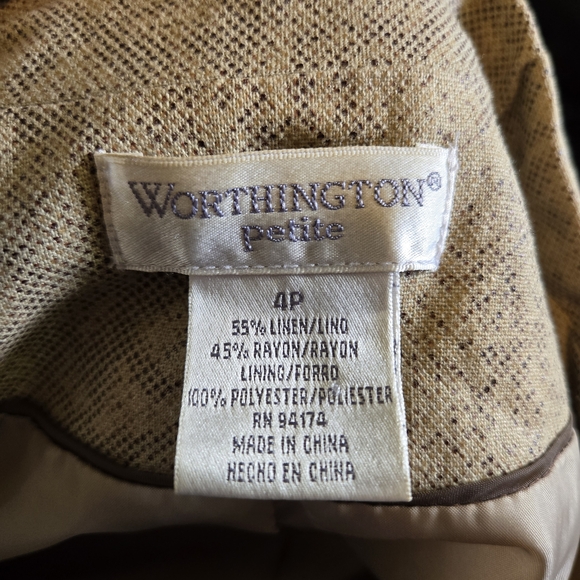 WORTHINGTON®
petite
4P
55% LINEN/LINO
45% RAYON/RAYON
LINING/FORRO
100% POLYESTER/POLIESTER
RN 94174
MADE IN CHINA
HECHO EN CHINA